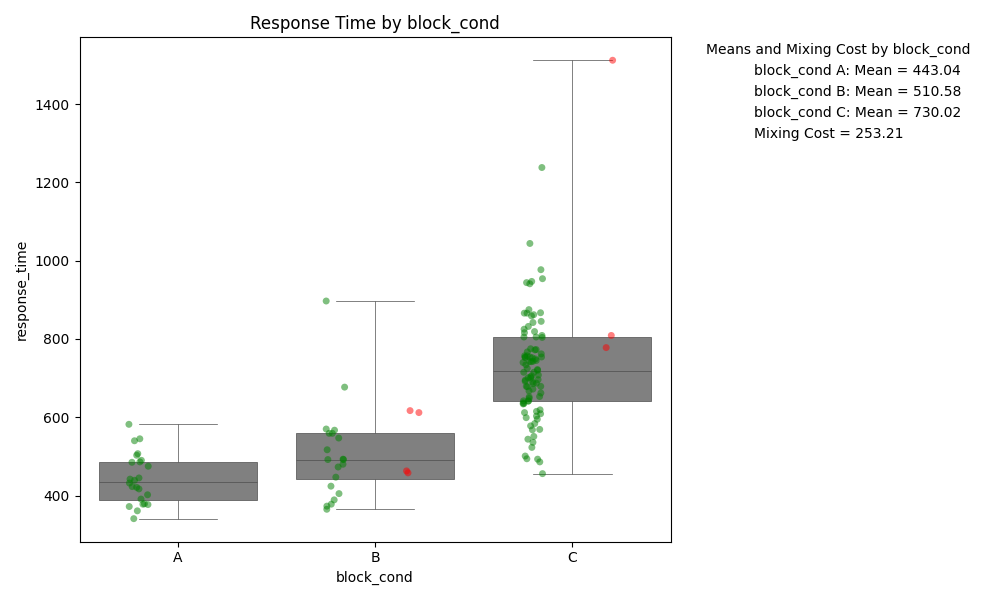 Response Time by block_cond
Means and Mixing Cost by block_cond
block_cond A: Mean = 443.04
block_cond B: Mean = 510.58
block_cond C: Mean = 730.02
Mixing Cost = 253.21
response_time
1400
1200
1000
800
600
400
A
B
C
block_cond